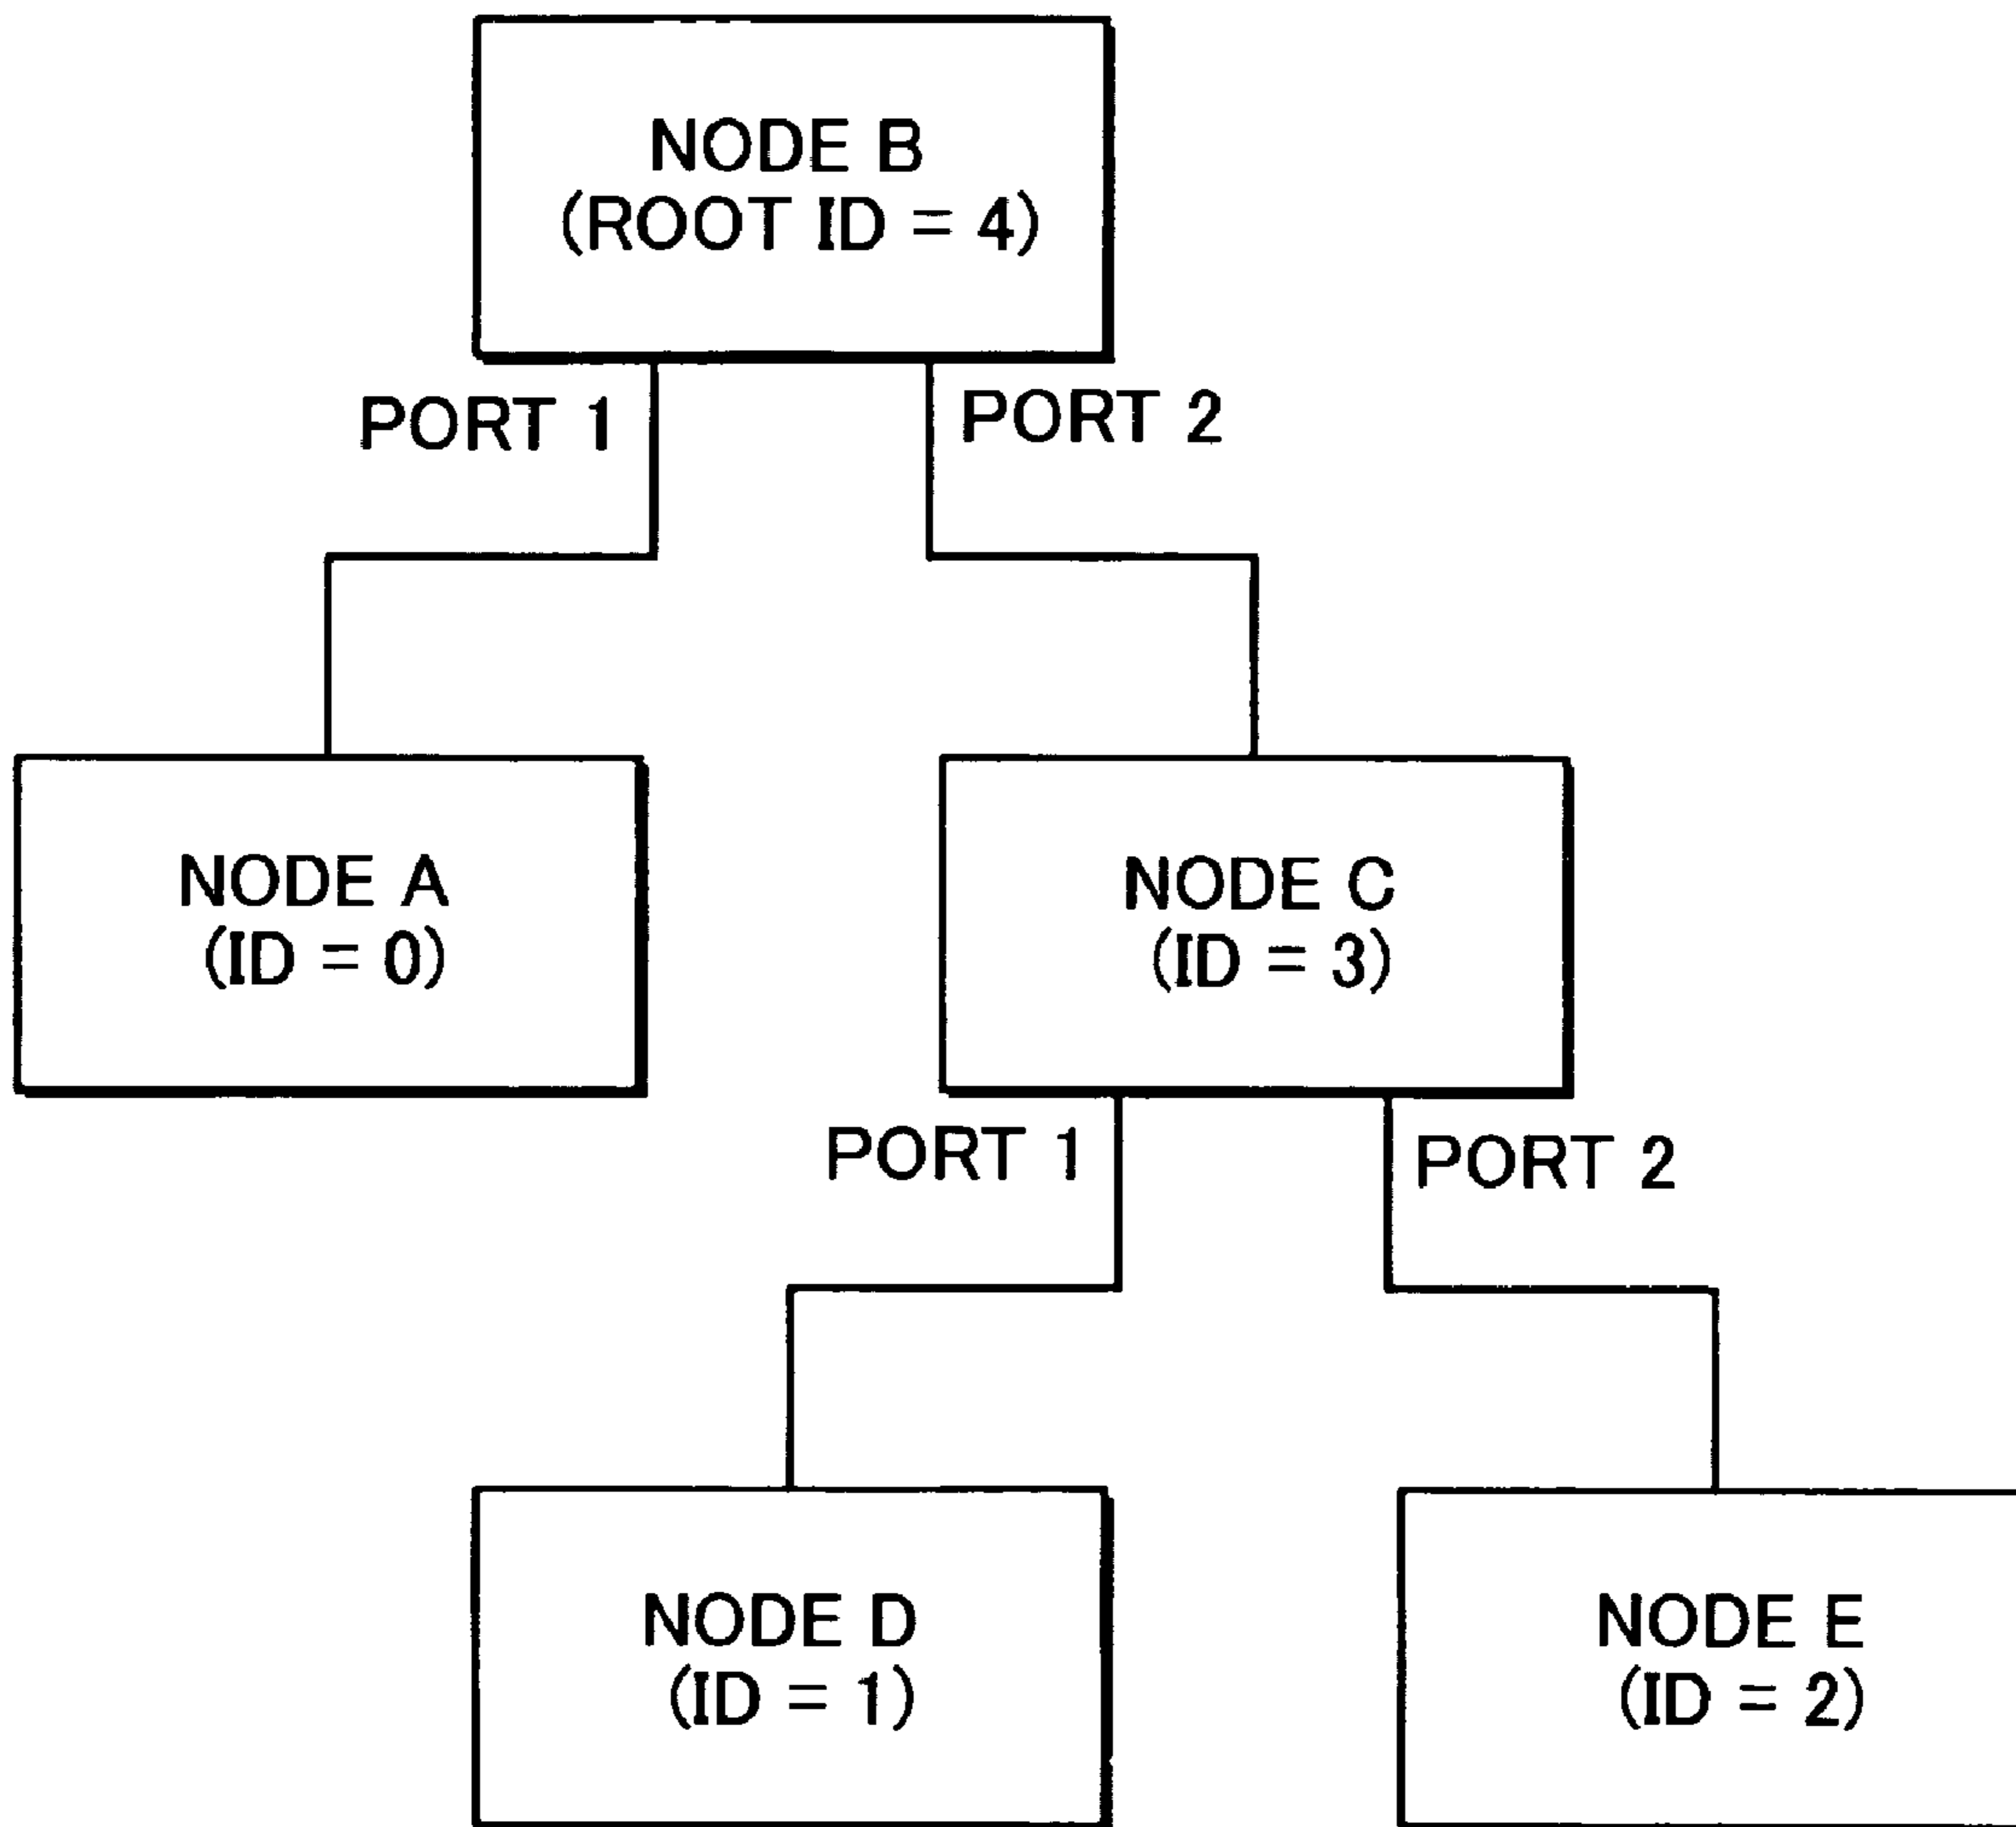 NODE B
(ROOT ID = 4)
PORT 1
PORT 2
NODE A
(ID = 0)
NODE C
(ID = 3)
PORT 1
PORT 2
NODE D
(ID = 1)
NODE E
(ID = 2)